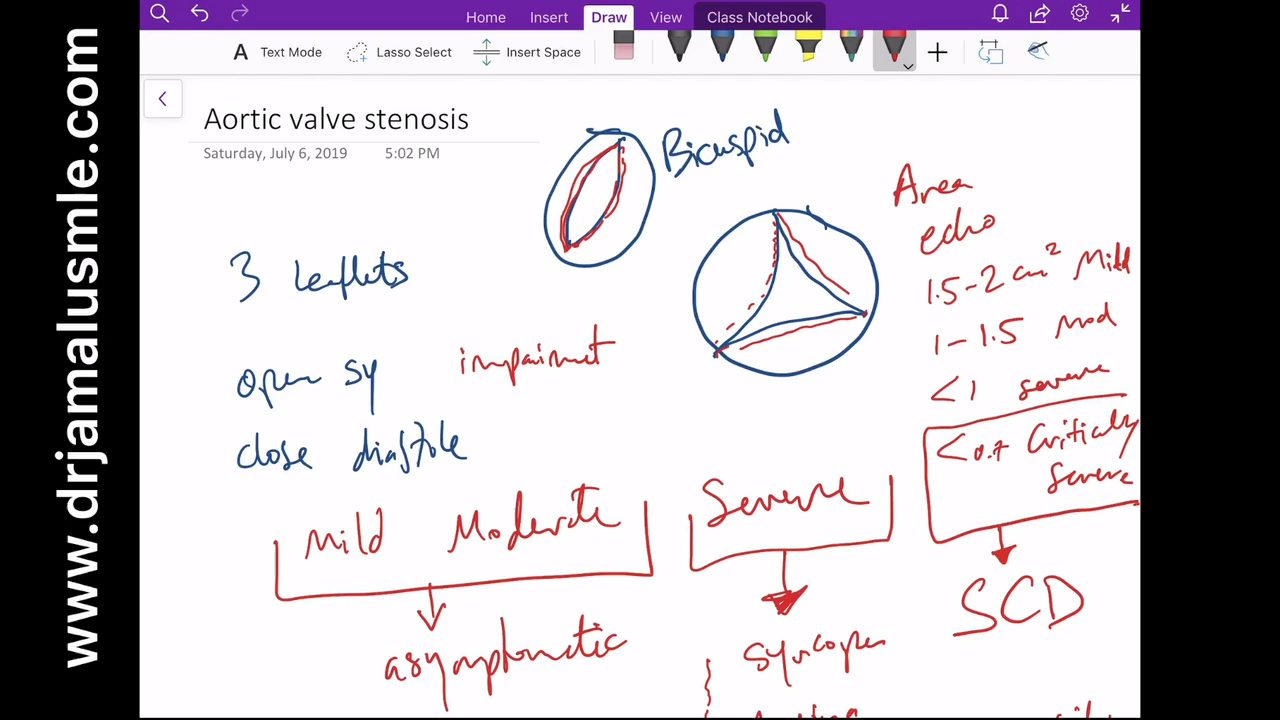 www.drjamalusmle.com
Home Insert Draw View Class Notebook
A Text Mode Lasso Select Insert Space
Aortic valve stenosis
Saturday, July 6, 2019 5:02 PM
Bicuspid
3 leaflets
open sy impairment
close diastole
Area
echo
1.5-2 cm² Mild
1-1.5 mod
<1 severe
<0.7 Critically
severe
Mild Moderate
Severe
asymptomatic
syncope
SCD